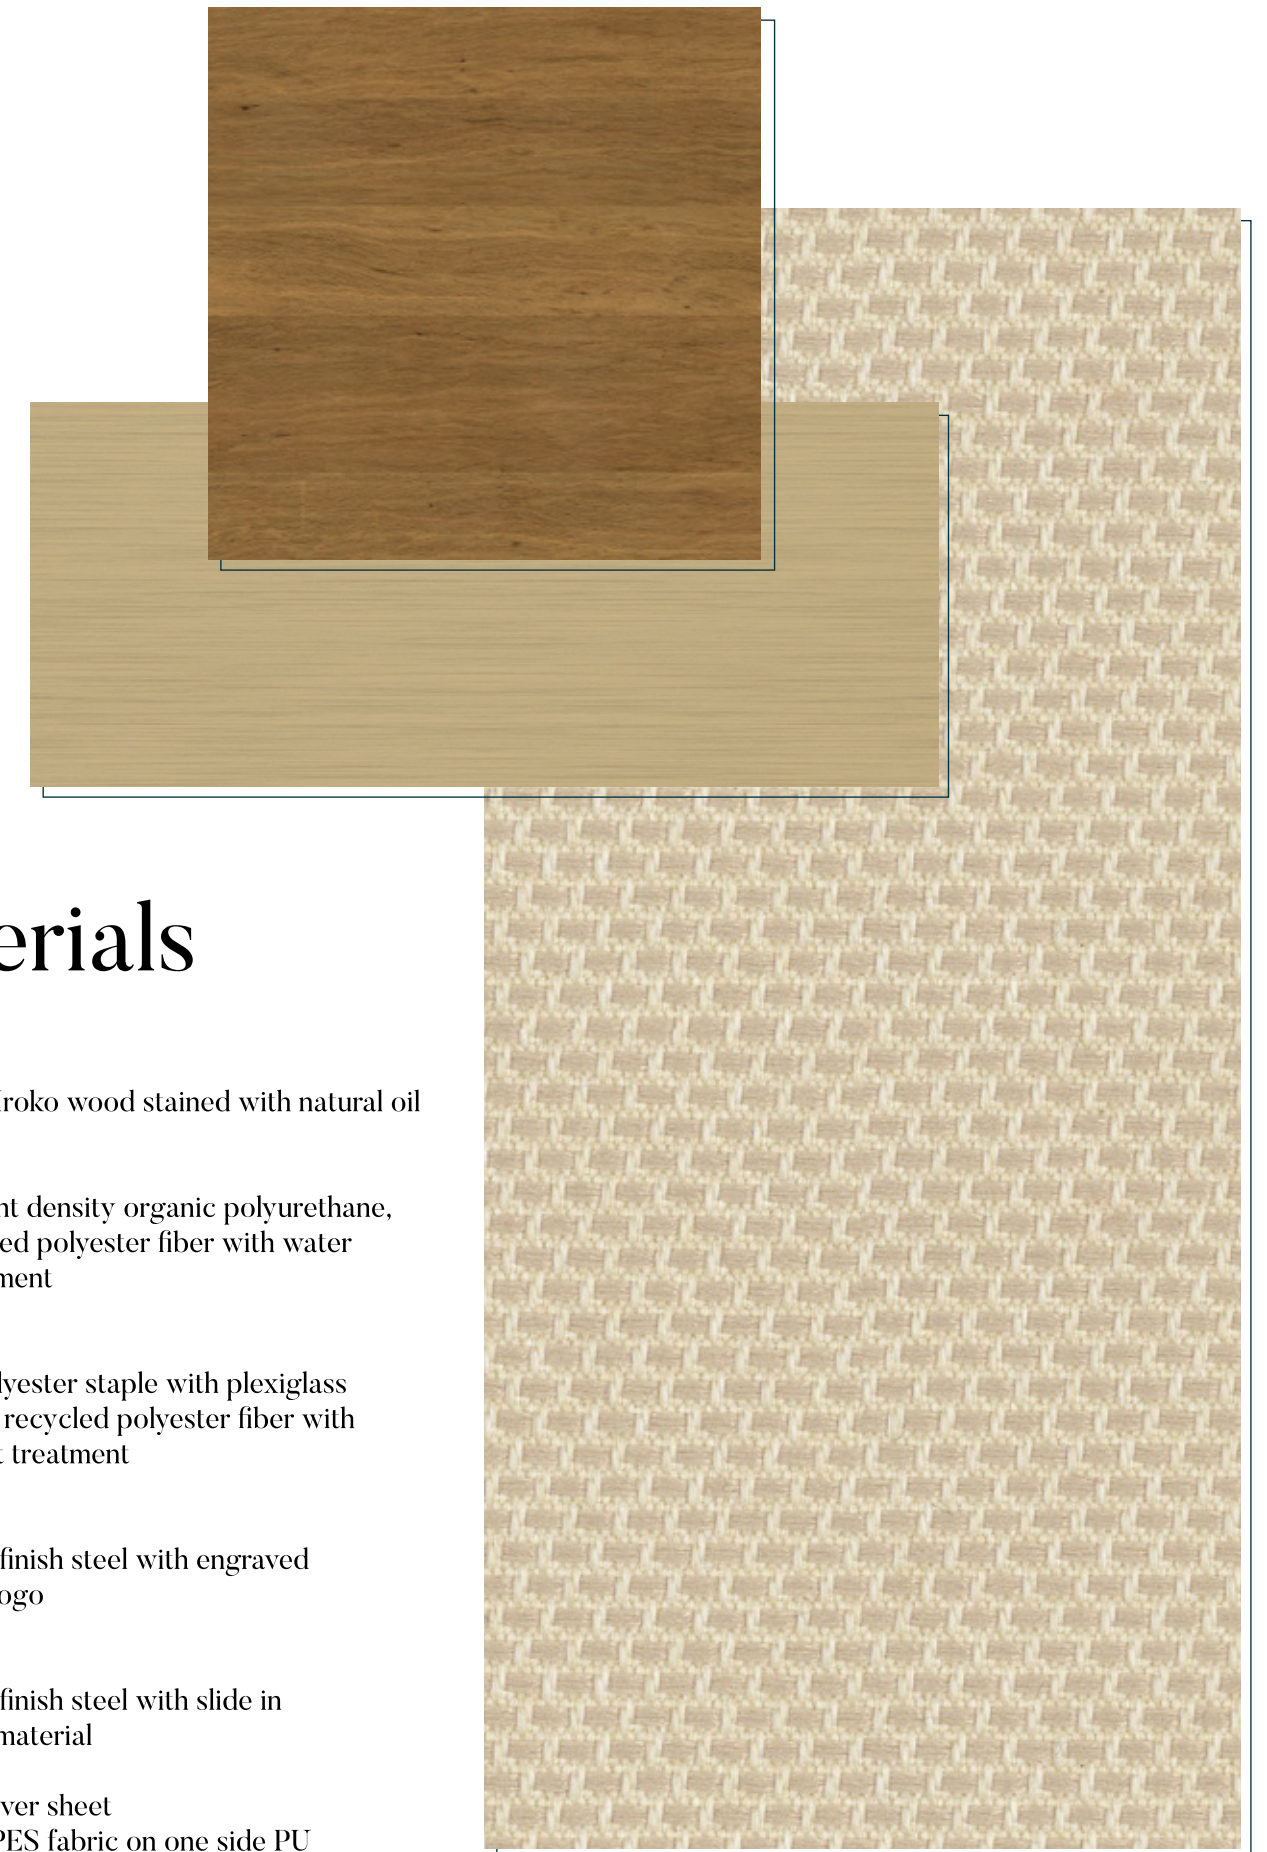 erials
Iroko wood stained with natural oil
nt density organic polyurethane,
ed polyester fiber with water
ment
lyester staple with plexiglass
recycled polyester fiber with
t treatment
finish steel with engraved
ogo
finish steel with slide in
material
ver sheet
PES fabric on one side PU